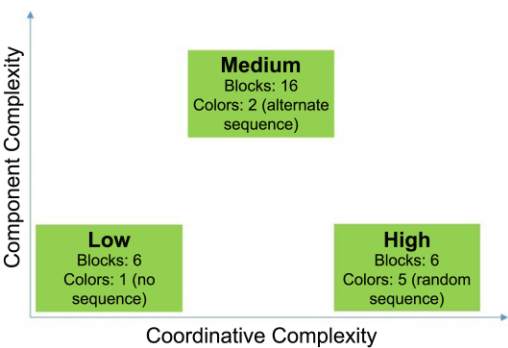 Component Complexity
Medium
Blocks: 16
Colors: 2 (alternate
sequence)
Low
Blocks: 6
Colors: 1 (no
sequence)
High
Blocks: 6
Colors: 5 (random
sequence)
Coordinative Complexity